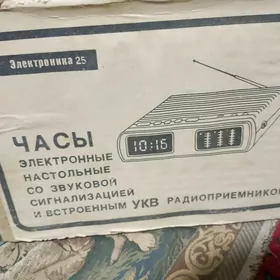 Электроника 25
ЧАСЫ
10:16
ЭЛЕКТРОННЫЕ
НАСТОЛЬНЫЕ
СО ЗВУКОВОЙ
СИГНАЛИЗАЦИЕЙ
И ВСТРОЕННЫМ УКВ РАДИОПРИЕМНИКОМ